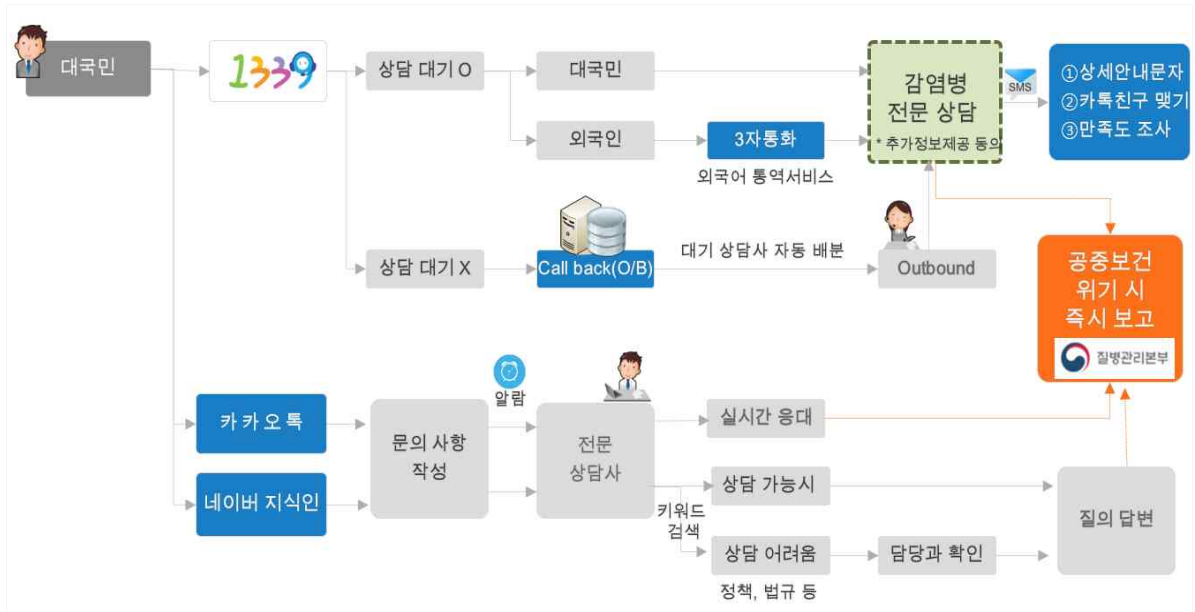 대국민
1339
상담 대기 O
대국민
감염병
전문 상담
* 추가정보제공 동의
SMS
①상세안내문자
②카톡친구 맺기
③만족도 조사
외국인
3자통화
외국어 통역서비스
상담 대기 X
Call back(O/B)
대기 상담사 자동 배분
Outbound
공중보건
위기 시
즉시 보고
질병관리본부
카카오톡
네이버 지식인
문의 사항
작성
알람
전문
상담사
실시간 응대
상담 가능시
키워드
검색
상담 어려움
정책, 법규 등
담당과 확인
질의 답변